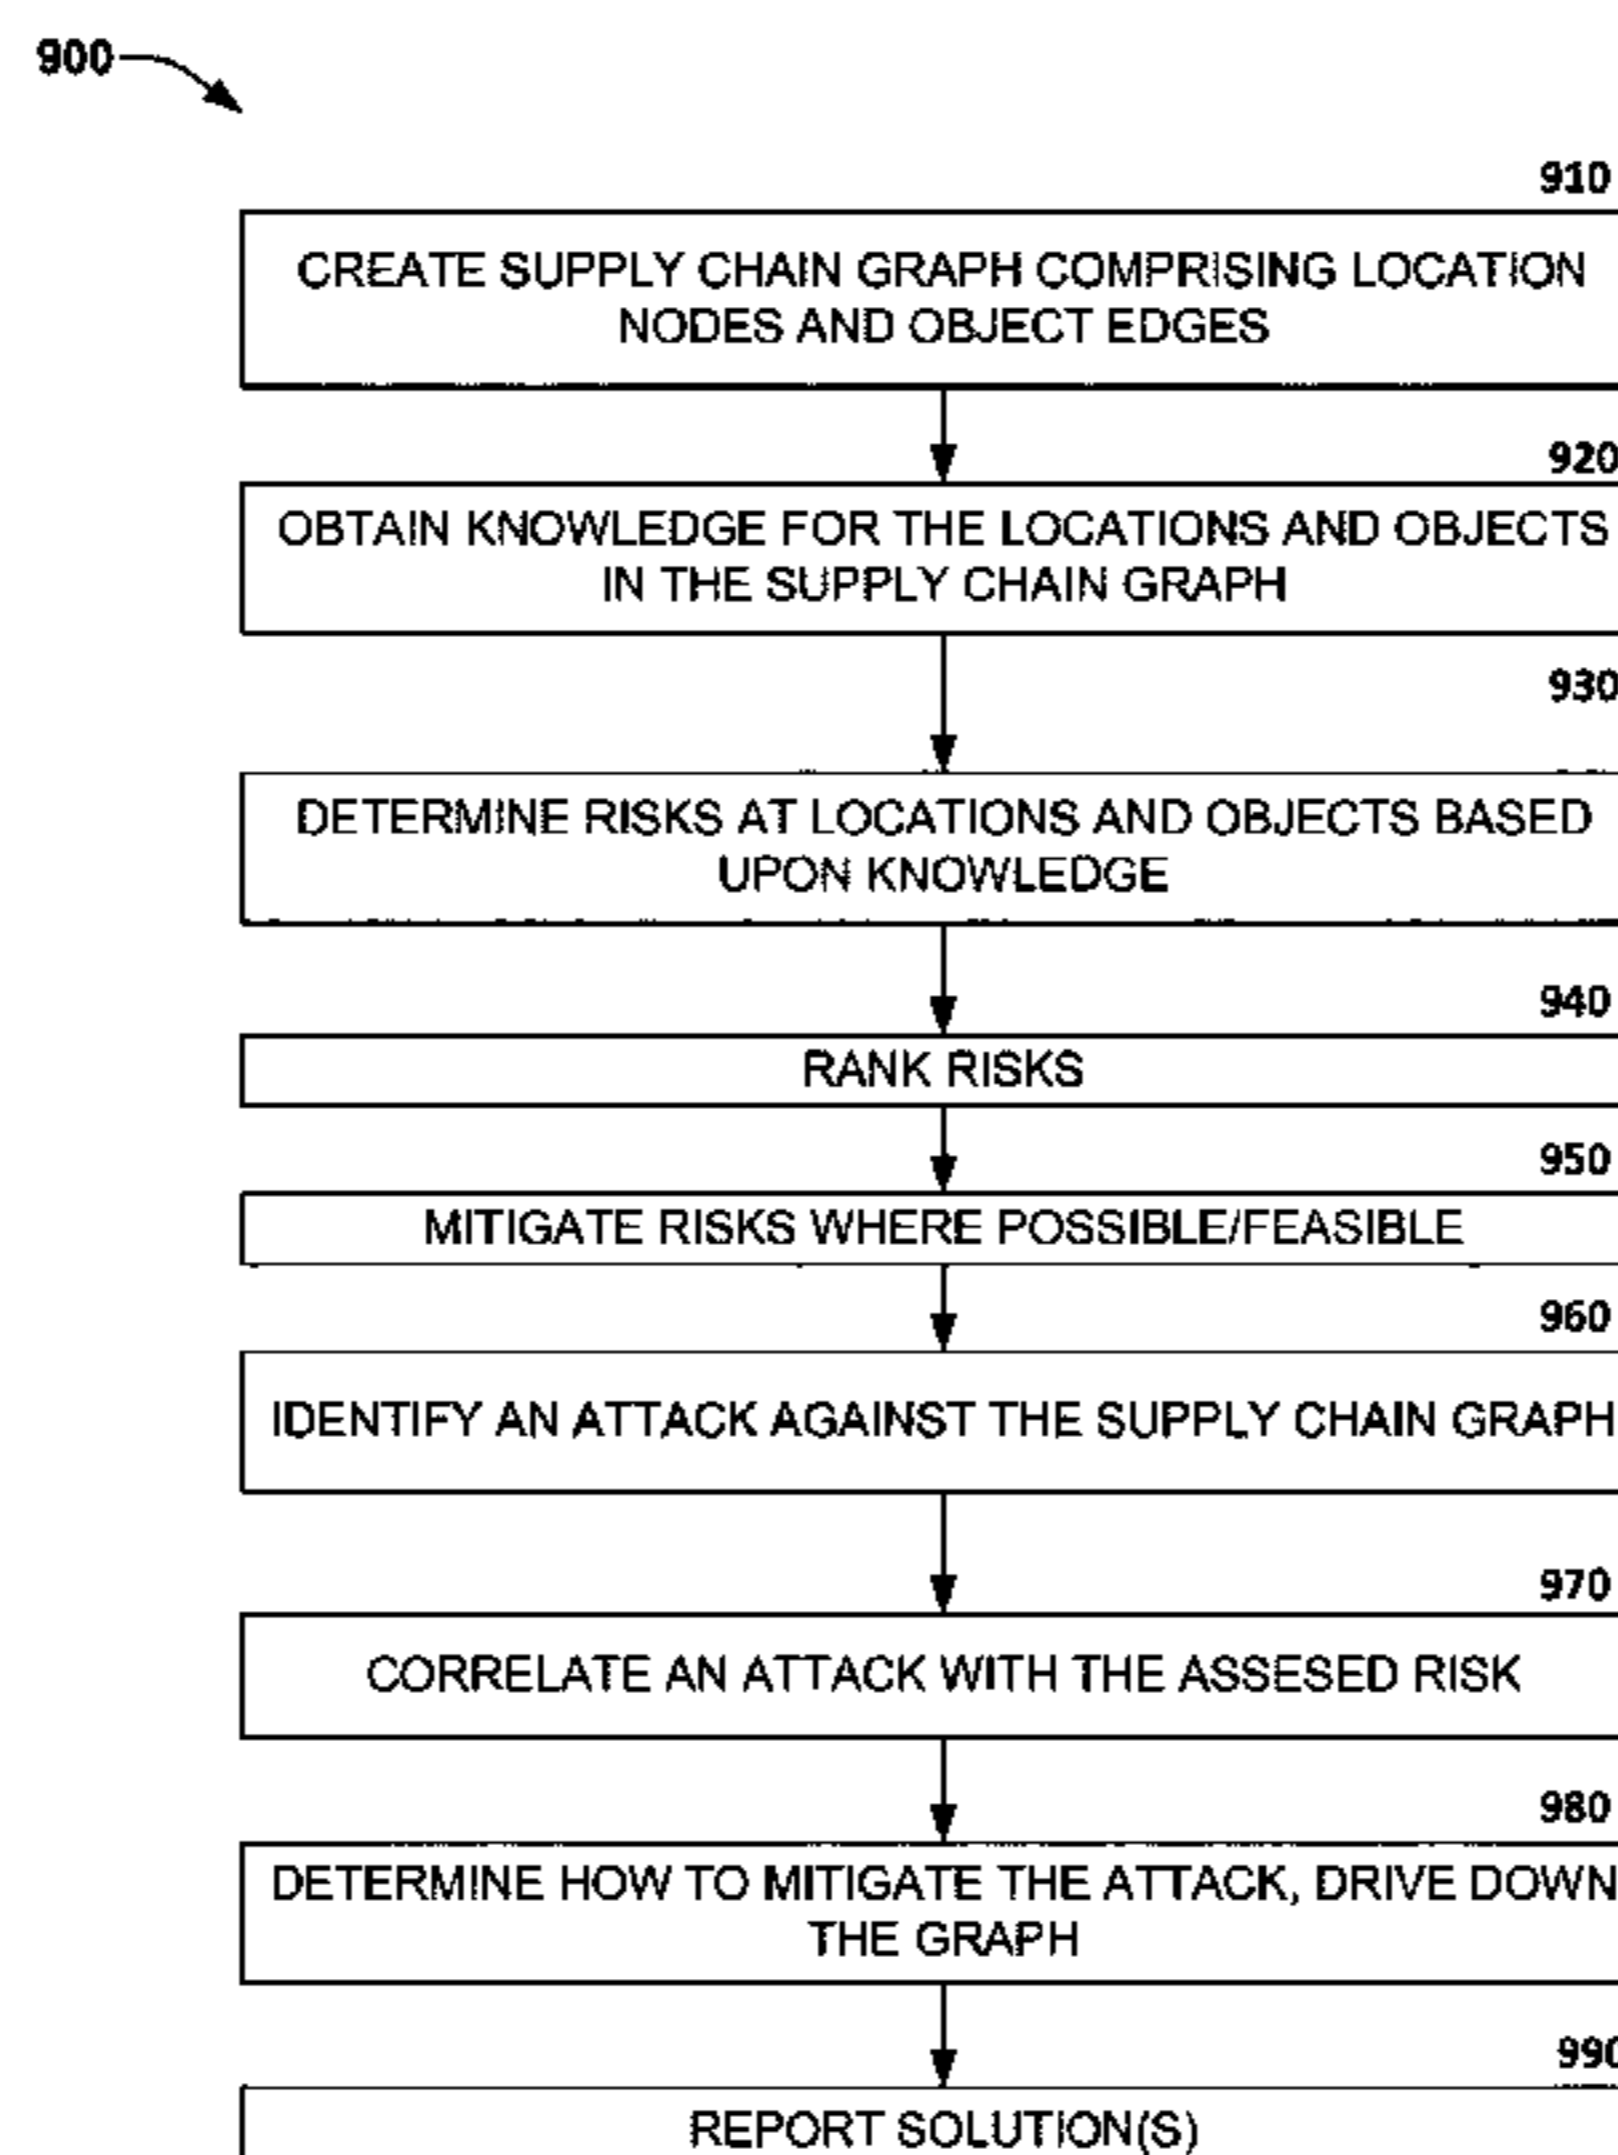 900
910
CREATE SUPPLY CHAIN GRAPH COMPRISING LOCATION
NODES AND OBJECT EDGES
920
OBTAIN KNOWLEDGE FOR THE LOCATIONS AND OBJECTS
IN THE SUPPLY CHAIN GRAPH
930
DETERMINE RISKS AT LOCATIONS AND OBJECTS BASED
UPON KNOWLEDGE
940
RANK RISKS
950
MITIGATE RISKS WHERE POSSIBLE/FEASIBLE
960
IDENTIFY AN ATTACK AGAINST THE SUPPLY CHAIN GRAPH
970
CORRELATE AN ATTACK WITH THE ASSESED RISK
980
DETERMINE HOW TO MITIGATE THE ATTACK, DRIVE DOWN
THE GRAPH
990
REPORT SOLUTION(S)